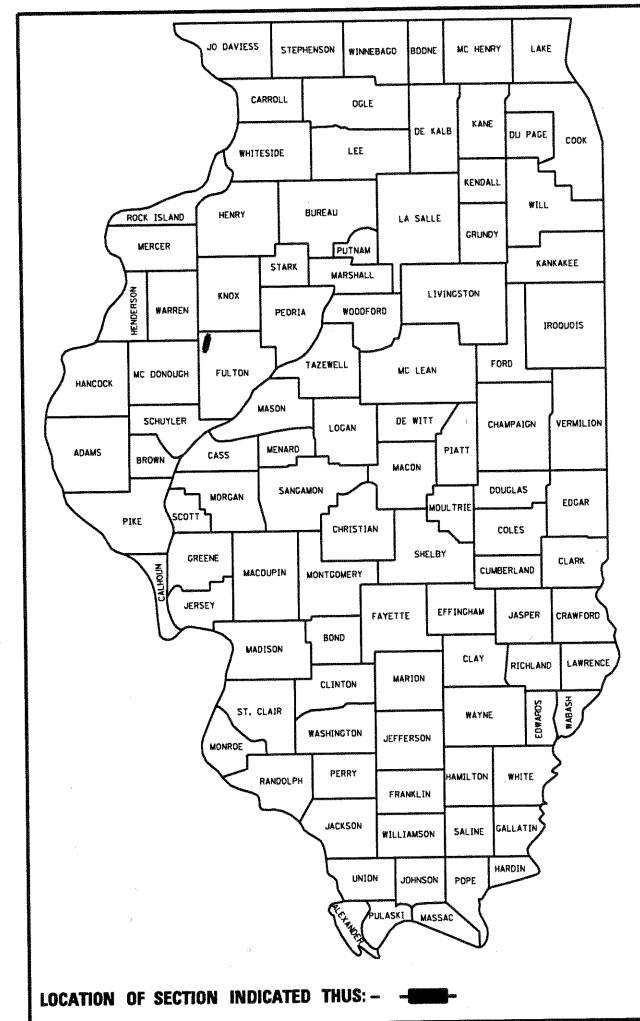 JO DAVIESS STEPHENSON WINNEBAGO BOONE MC HENRY LAKE
CARROLL OGLE DE KALB KANE DU PAGE COOK
WHITESIDE LEE
KENDALL WILL
ROCK ISLAND HENRY BUREAU LA SALLE
MERCER PUTNAM GRUNDY
STARK MARSHALL KANKAKEE
HENDERSON WARREN KNOX PEORIA WOODFORD LIVINGSTON IROQUOIS
HANCOCK MC DONOUGH FULTON TAZEWELL MC LEAN FORD
SCHUYLER MASON LOGAN DE WITT CHAMPAIGN VERMILION
ADAMS BROWN CASS MENARD MACON PIATT
PIKE SCOTT MORGAN SANGAMON CHRISTIAN MOULTRIE DOUGLAS EDGAR
COLES
CALHOUN GREENE MACOUPIN MONTGOMERY SHELBY CUMBERLAND CLARK
JERSEY FAYETTE EFFINGHAM JASPER CRAWFORD
MADISON BOND CLAY RICHLAND LAWRENCE
CLINTON MARION
ST. CLAIR WAYNE EDWARDS WABASH
MONROE WASHINGTON JEFFERSON
RANDOLPH PERRY HAMILTON WHITE
FRANKLIN
JACKSON WILLIAMSON SALINE GALLATIN
UNION JOHNSON POPE HARDIN
ALEXANDER PULASKI MASSAC
LOCATION OF SECTION INDICATED THUS: -